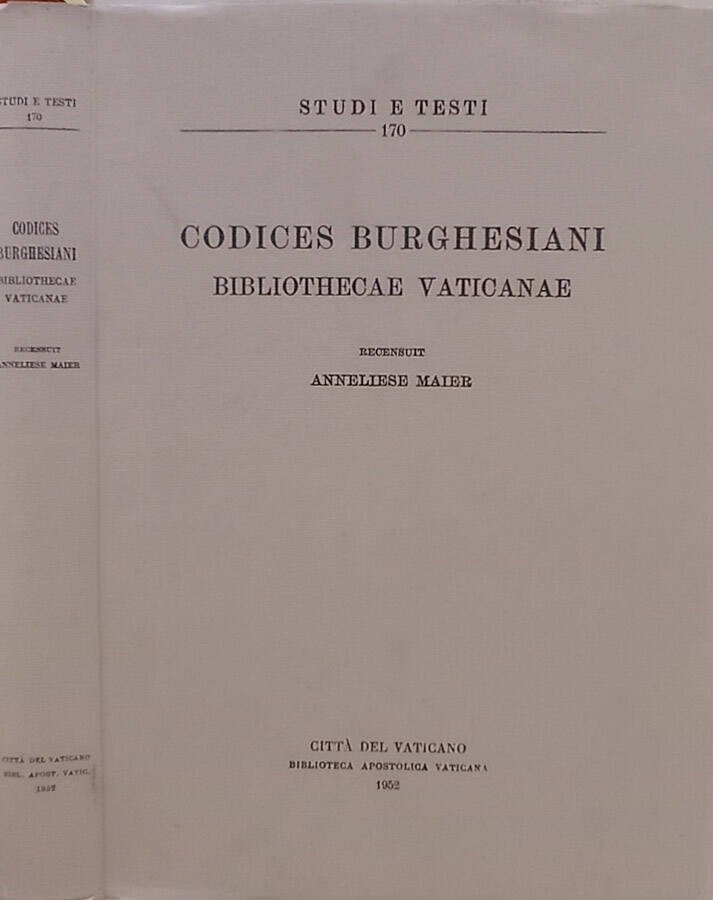 STUDI E TESTI
170
CODICES
BURGHESIANI
BIBLIOTHECAE
VATICANAE
RECENSUIT
ANNELIESE MAIER
CITTÀ DEL VATICANO
BIBL. APOST. VATIC.
1952
STUDI E TESTI
170
CODICES BURGHESIANI
BIBLIOTHECAE VATICANAE
RECENSUIT
ANNELIESE MAIER
CITTÀ DEL VATICANO
BIBLIOTECA APOSTOLICA VATICANA
1952